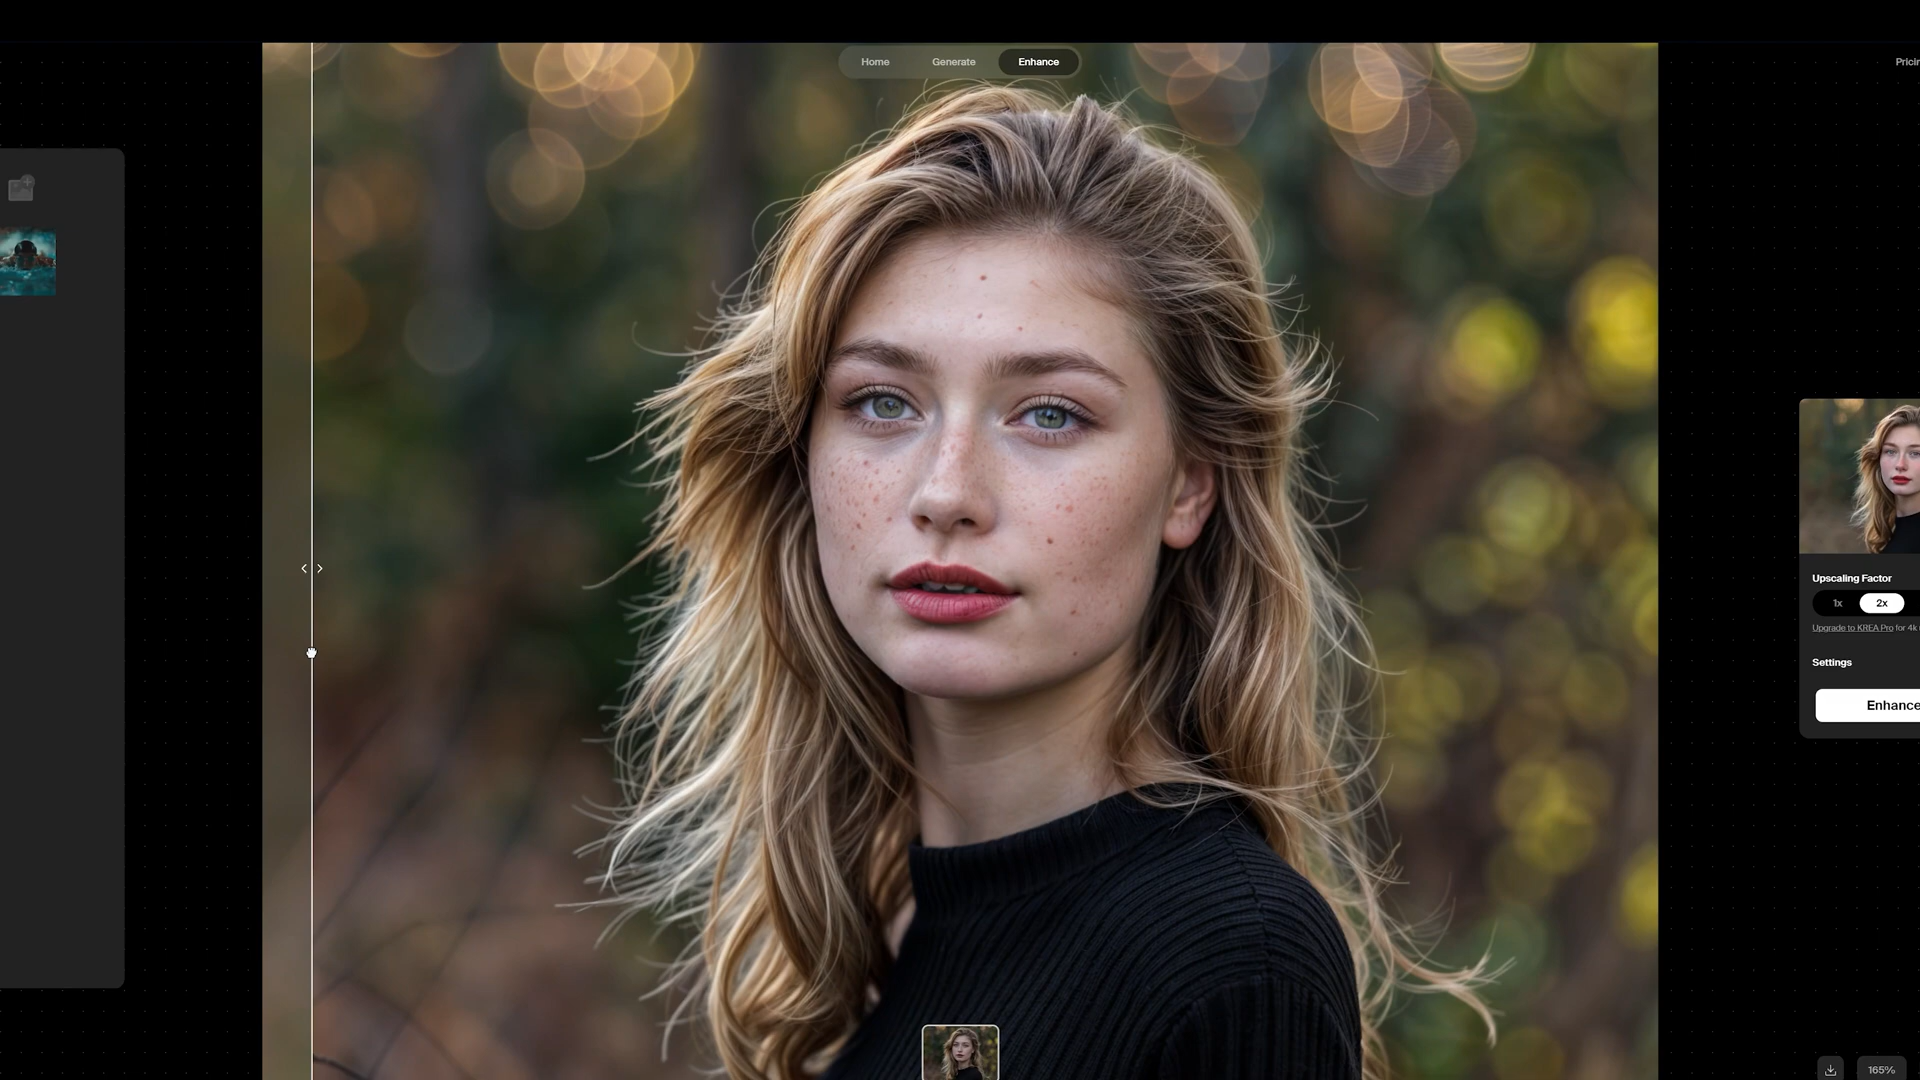 Home Generate Enhance
Upscaling Factor
1x 2x
Upgrade to KREA Pro for 4k
Settings
Enhance
165%